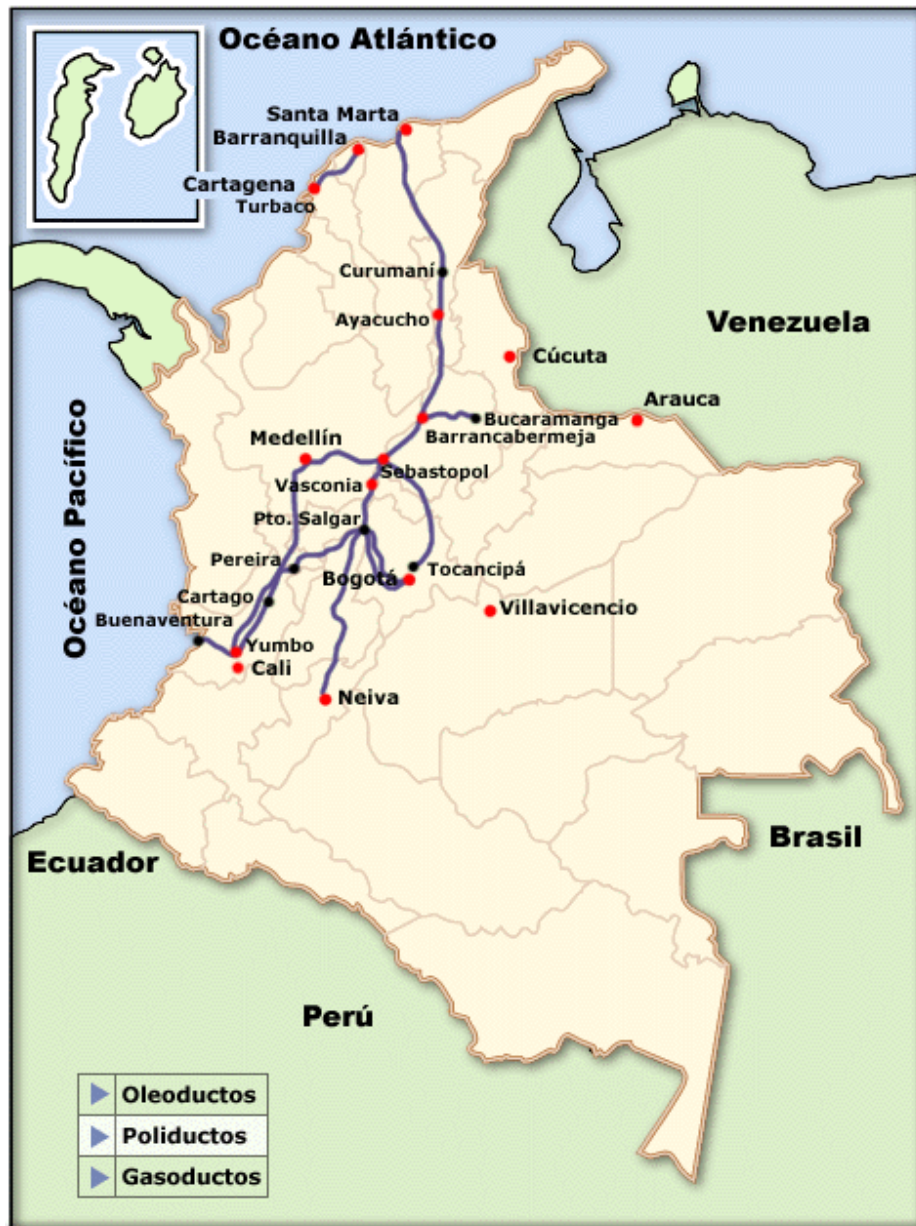 Océano Atlántico
Santa Marta
Barranquilla
Cartagena
Turbaco
Curumaní
Ayacucho
Venezuela
Cúcuta
Arauca
Bucaramanga
Barrancabermeja
Medellín
Sebastopol
Vasconia
Océano Pacífico
Pto. Salgar
Pereira
Tocancipá
Bogotá
Cartago
Villavicencio
Buenaventura
Yumbo
Cali
Neiva
Brasil
Ecuador
Perú
Oleoductos
Poliductos
Gasoductos